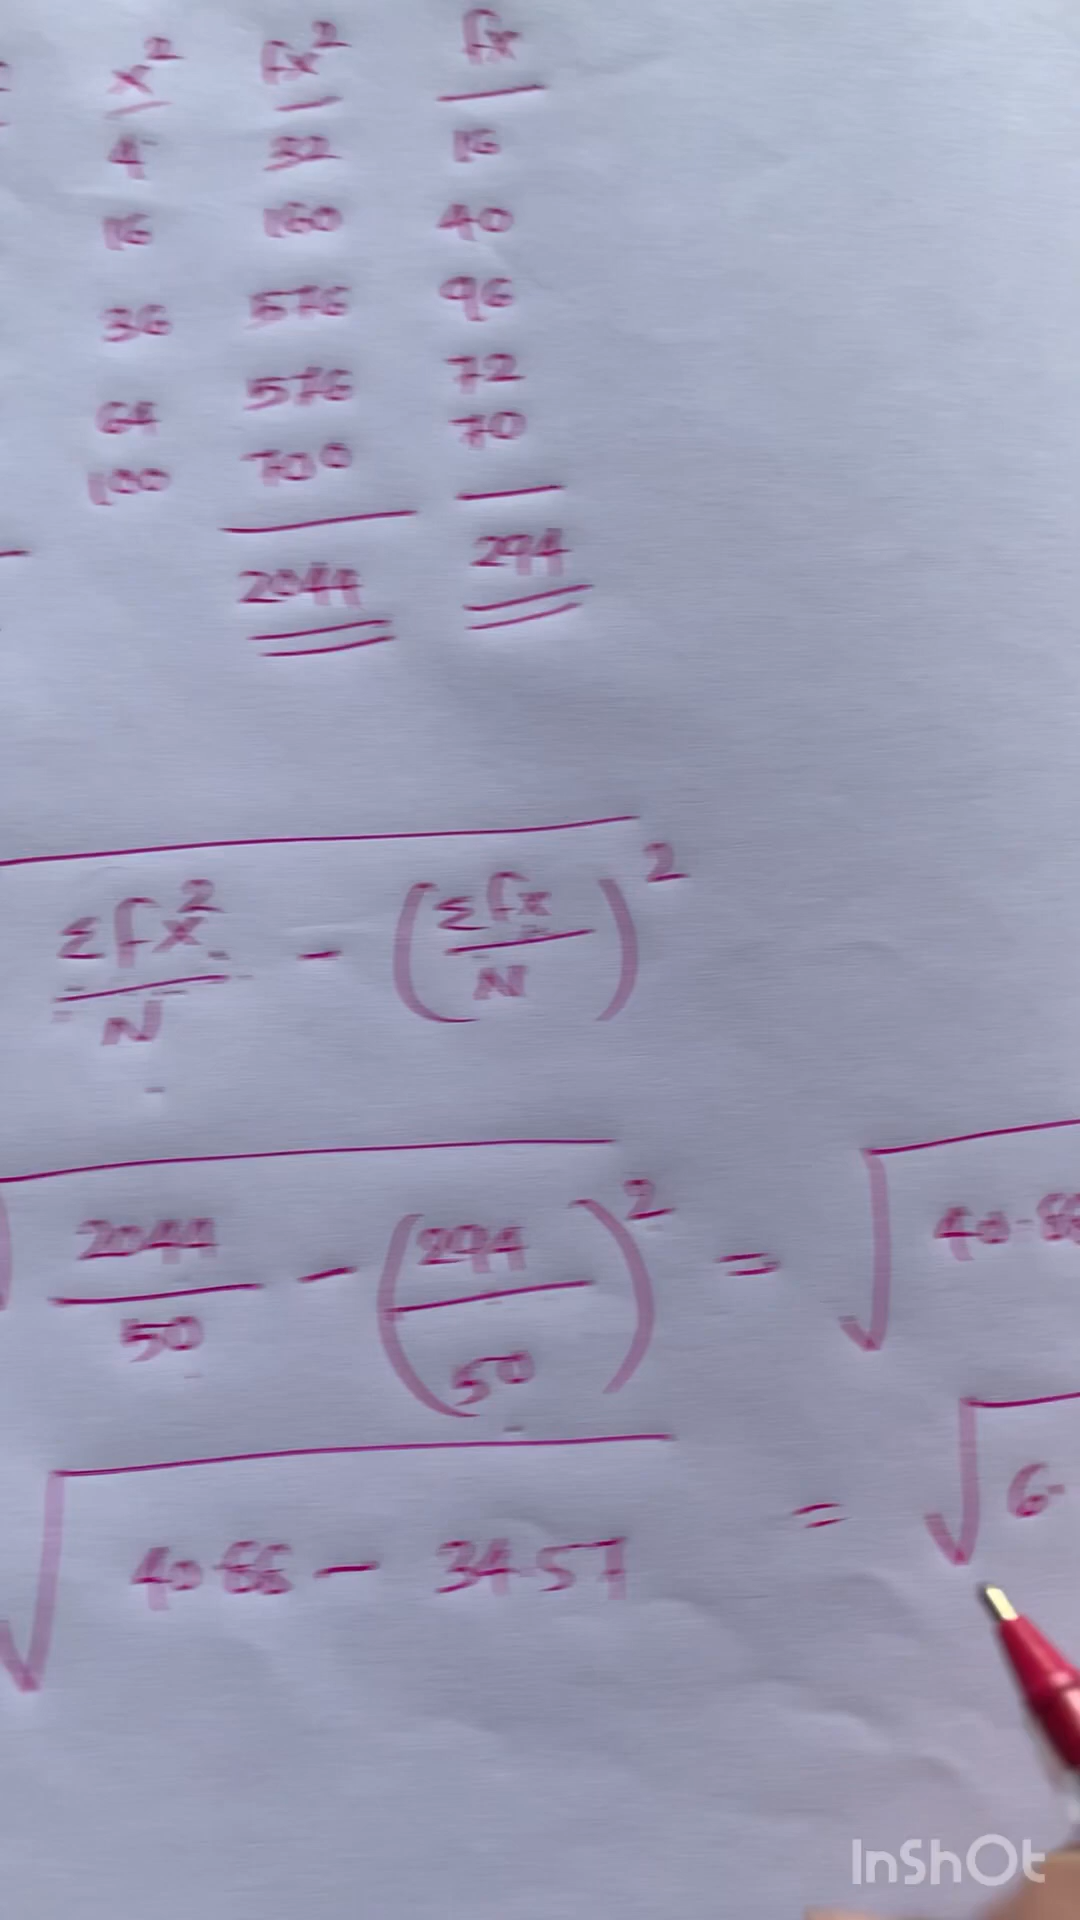 x² fx² fx
4 32 16
16 160 40
36 576 96
64 576 72
100 700 70
2044 294
Σfx²/N - (Σfx/N)²
2044/50 - (294/50)² = √40.88
√40.88 - 34.57 = √6.
InShOt